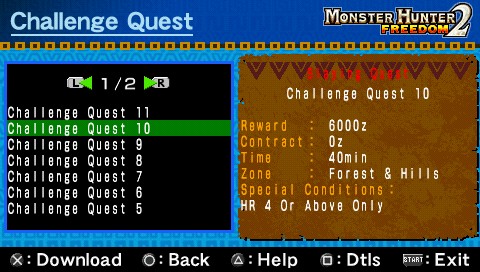 Challenge Quest
MONSTER HUNTER
FREEDOM 2
L 1/2 R
Challenge Quest 11
Challenge Quest 10
Challenge Quest 9
Challenge Quest 8
Challenge Quest 7
Challenge Quest 6
Challenge Quest 5
Quest
Challenge Quest 10
Reward : 6000z
Contract : 0z
Time : 40min
Zone : Forest & Hills
Special Conditions :
HR 4 Or Above Only
:Download :Back :Help :Dtls START:Exit